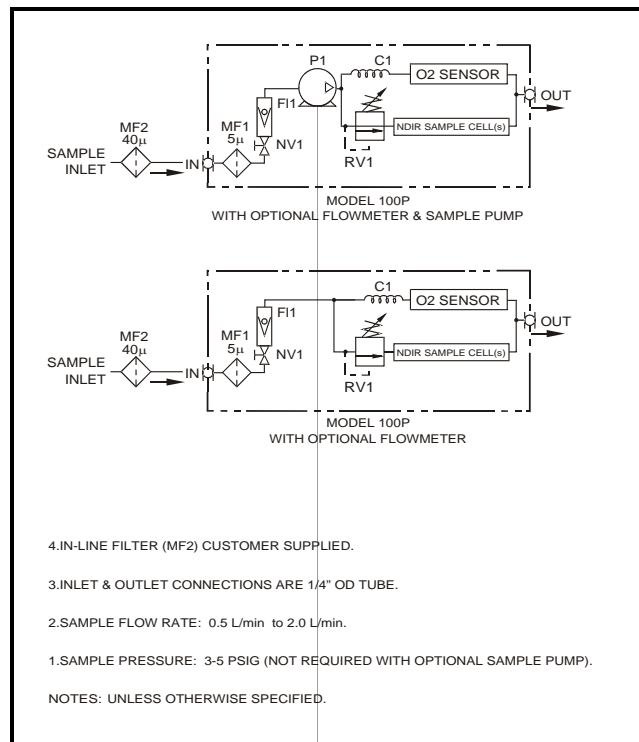 P1
C1
O2 SENSOR
OUT
FI1
MF2
40µ
MF1
5µ
NV1
NDIR SAMPLE CELL(s)
SAMPLE
INLET
IN
RV1
MODEL 100P
WITH OPTIONAL FLOWMETER & SAMPLE PUMP
C1
O2 SENSOR
OUT
FI1
MF2
40µ
MF1
5µ
NV1
NDIR SAMPLE CELL(s)
SAMPLE
INLET
IN
RV1
MODEL 100P
WITH OPTIONAL FLOWMETER
4.IN-LINE FILTER (MF2) CUSTOMER SUPPLIED.
3.INLET & OUTLET CONNECTIONS ARE 1/4" OD TUBE.
2.SAMPLE FLOW RATE: 0.5 L/min to 2.0 L/min.
1.SAMPLE PRESSURE: 3-5 PSIG (NOT REQUIRED WITH OPTIONAL SAMPLE PUMP).
NOTES: UNLESS OTHERWISE SPECIFIED.